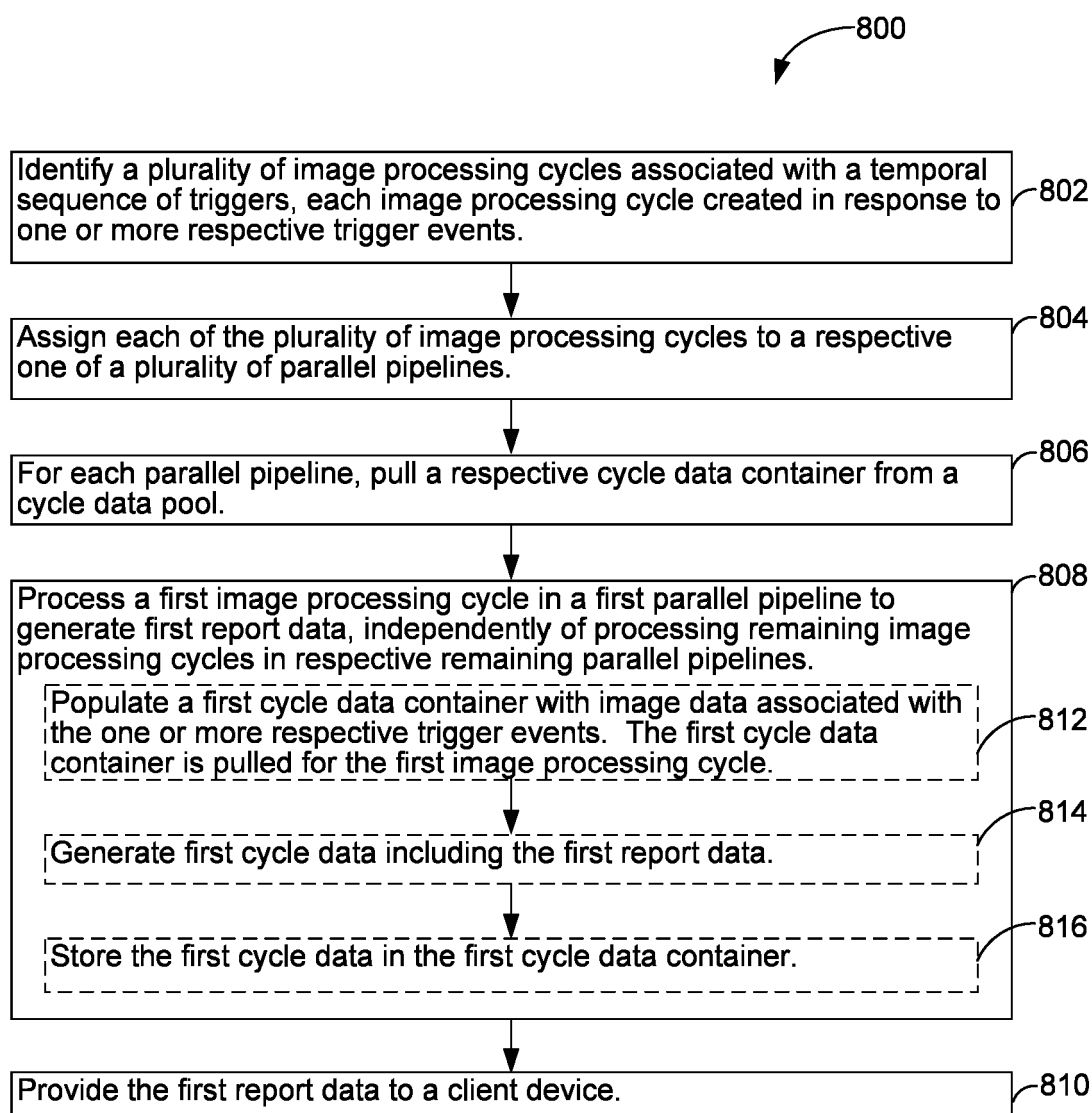 800
Identify a plurality of image processing cycles associated with a temporal
sequence of triggers, each image processing cycle created in response to
one or more respective trigger events.
802
Assign each of the plurality of image processing cycles to a respective
one of a plurality of parallel pipelines.
804
For each parallel pipeline, pull a respective cycle data container from a
cycle data pool.
806
Process a first image processing cycle in a first parallel pipeline to
generate first report data, independently of processing remaining image
processing cycles in respective remaining parallel pipelines.
808
Populate a first cycle data container with image data associated with
the one or more respective trigger events.  The first cycle data
container is pulled for the first image processing cycle.
812
Generate first cycle data including the first report data.
814
Store the first cycle data in the first cycle data container.
816
Provide the first report data to a client device.
810